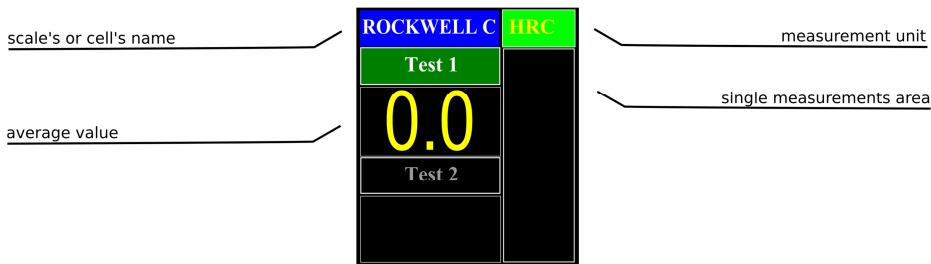 scale's or cell's name
ROCKWELL C HRC
measurement unit
Test 1
single measurements area
0.0
average value
Test 2